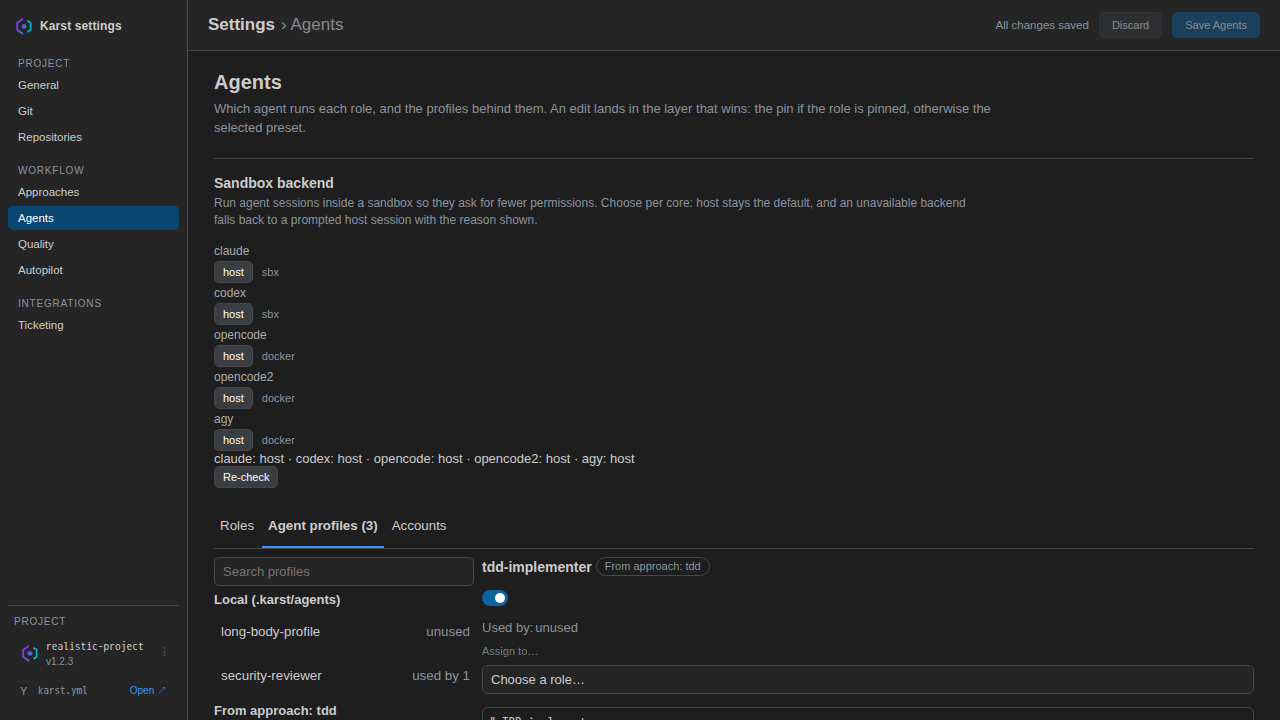 Karst settings
PROJECT
General
Git
Repositories
WORKFLOW
Approaches
Agents
Quality
Autopilot
INTEGRATIONS
Ticketing
PROJECT
realistic-project
v1.2.3
Y karst.yml Open ↗
Settings › Agents
All changes saved
Discard
Save Agents
Agents
Which agent runs each role, and the profiles behind them. An edit lands in the layer that wins: the pin if the role is pinned, otherwise the
selected preset.
Sandbox backend
Run agent sessions inside a sandbox so they ask for fewer permissions. Choose per core: host stays the default, and an unavailable backend
falls back to a prompted host session with the reason shown.
claude
host sbx
codex
host sbx
opencode
host docker
opencode2
host docker
agy
host docker
claude: host · codex: host · opencode: host · opencode2: host · agy: host
Re-check
Roles Agent profiles (3) Accounts
Search profiles
Local (.karst/agents)
long-body-profile unused
security-reviewer used by 1
From approach: tdd
tdd-implementer From approach: tdd
Used by: unused
Assign to…
Choose a role…